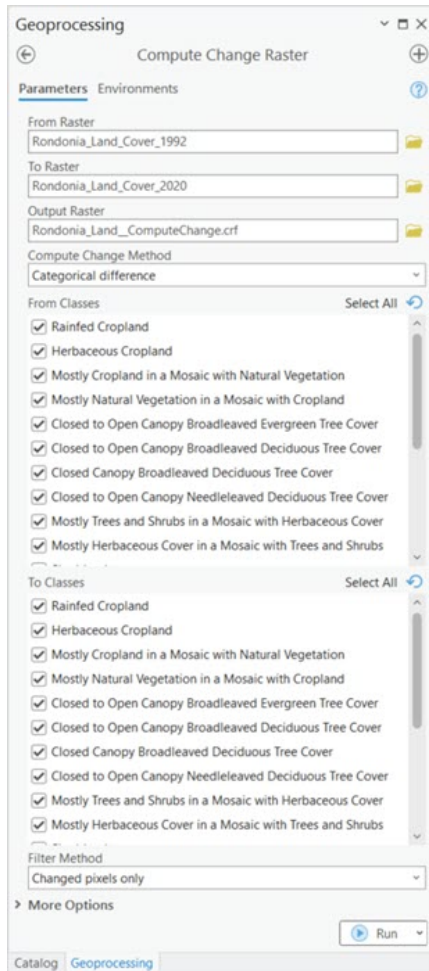 Geoprocessing
Compute Change Raster
Parameters Environments
From Raster
Rondonia_Land_Cover_1992
To Raster
Rondonia_Land_Cover_2020
Output Raster
Rondonia_Land__ComputeChange.crf
Compute Change Method
Categorical difference
From Classes Select All
Rainfed Cropland
Herbaceous Cropland
Mostly Cropland in a Mosaic with Natural Vegetation
Mostly Natural Vegetation in a Mosaic with Cropland
Closed to Open Canopy Broadleaved Evergreen Tree Cover
Closed to Open Canopy Broadleaved Deciduous Tree Cover
Closed Canopy Broadleaved Deciduous Tree Cover
Closed to Open Canopy Needleleaved Deciduous Tree Cover
Mostly Trees and Shrubs in a Mosaic with Herbaceous Cover
Mostly Herbaceous Cover in a Mosaic with Trees and Shrubs
To Classes Select All
Rainfed Cropland
Herbaceous Cropland
Mostly Cropland in a Mosaic with Natural Vegetation
Mostly Natural Vegetation in a Mosaic with Cropland
Closed to Open Canopy Broadleaved Evergreen Tree Cover
Closed to Open Canopy Broadleaved Deciduous Tree Cover
Closed Canopy Broadleaved Deciduous Tree Cover
Closed to Open Canopy Needleleaved Deciduous Tree Cover
Mostly Trees and Shrubs in a Mosaic with Herbaceous Cover
Mostly Herbaceous Cover in a Mosaic with Trees and Shrubs
Filter Method
Changed pixels only
More Options
Run
Catalog Geoprocessing